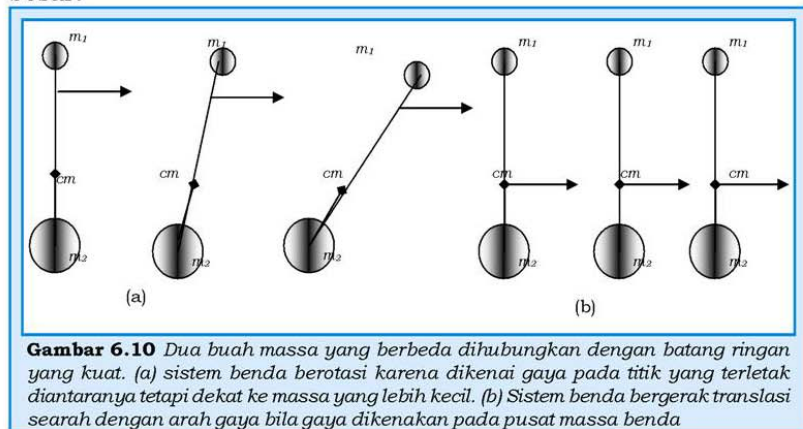 m₁ m₁ m₁ m₁ m₁ m₁
cm cm cm cm cm cm
m₂ m₂ m₂ m₂ m₂ m₂
(a) (b)
Gambar 6.10 Dua buah massa yang berbeda dihubungkan dengan batang ringan
yang kuat. (a) sistem benda berotasi karena dikenai gaya pada titik yang terletak
diantaranya tetapi dekat ke massa yang lebih kecil. (b) Sistem benda bergerak translasi
searah dengan arah gaya bila gaya dikenakan pada pusat massa benda